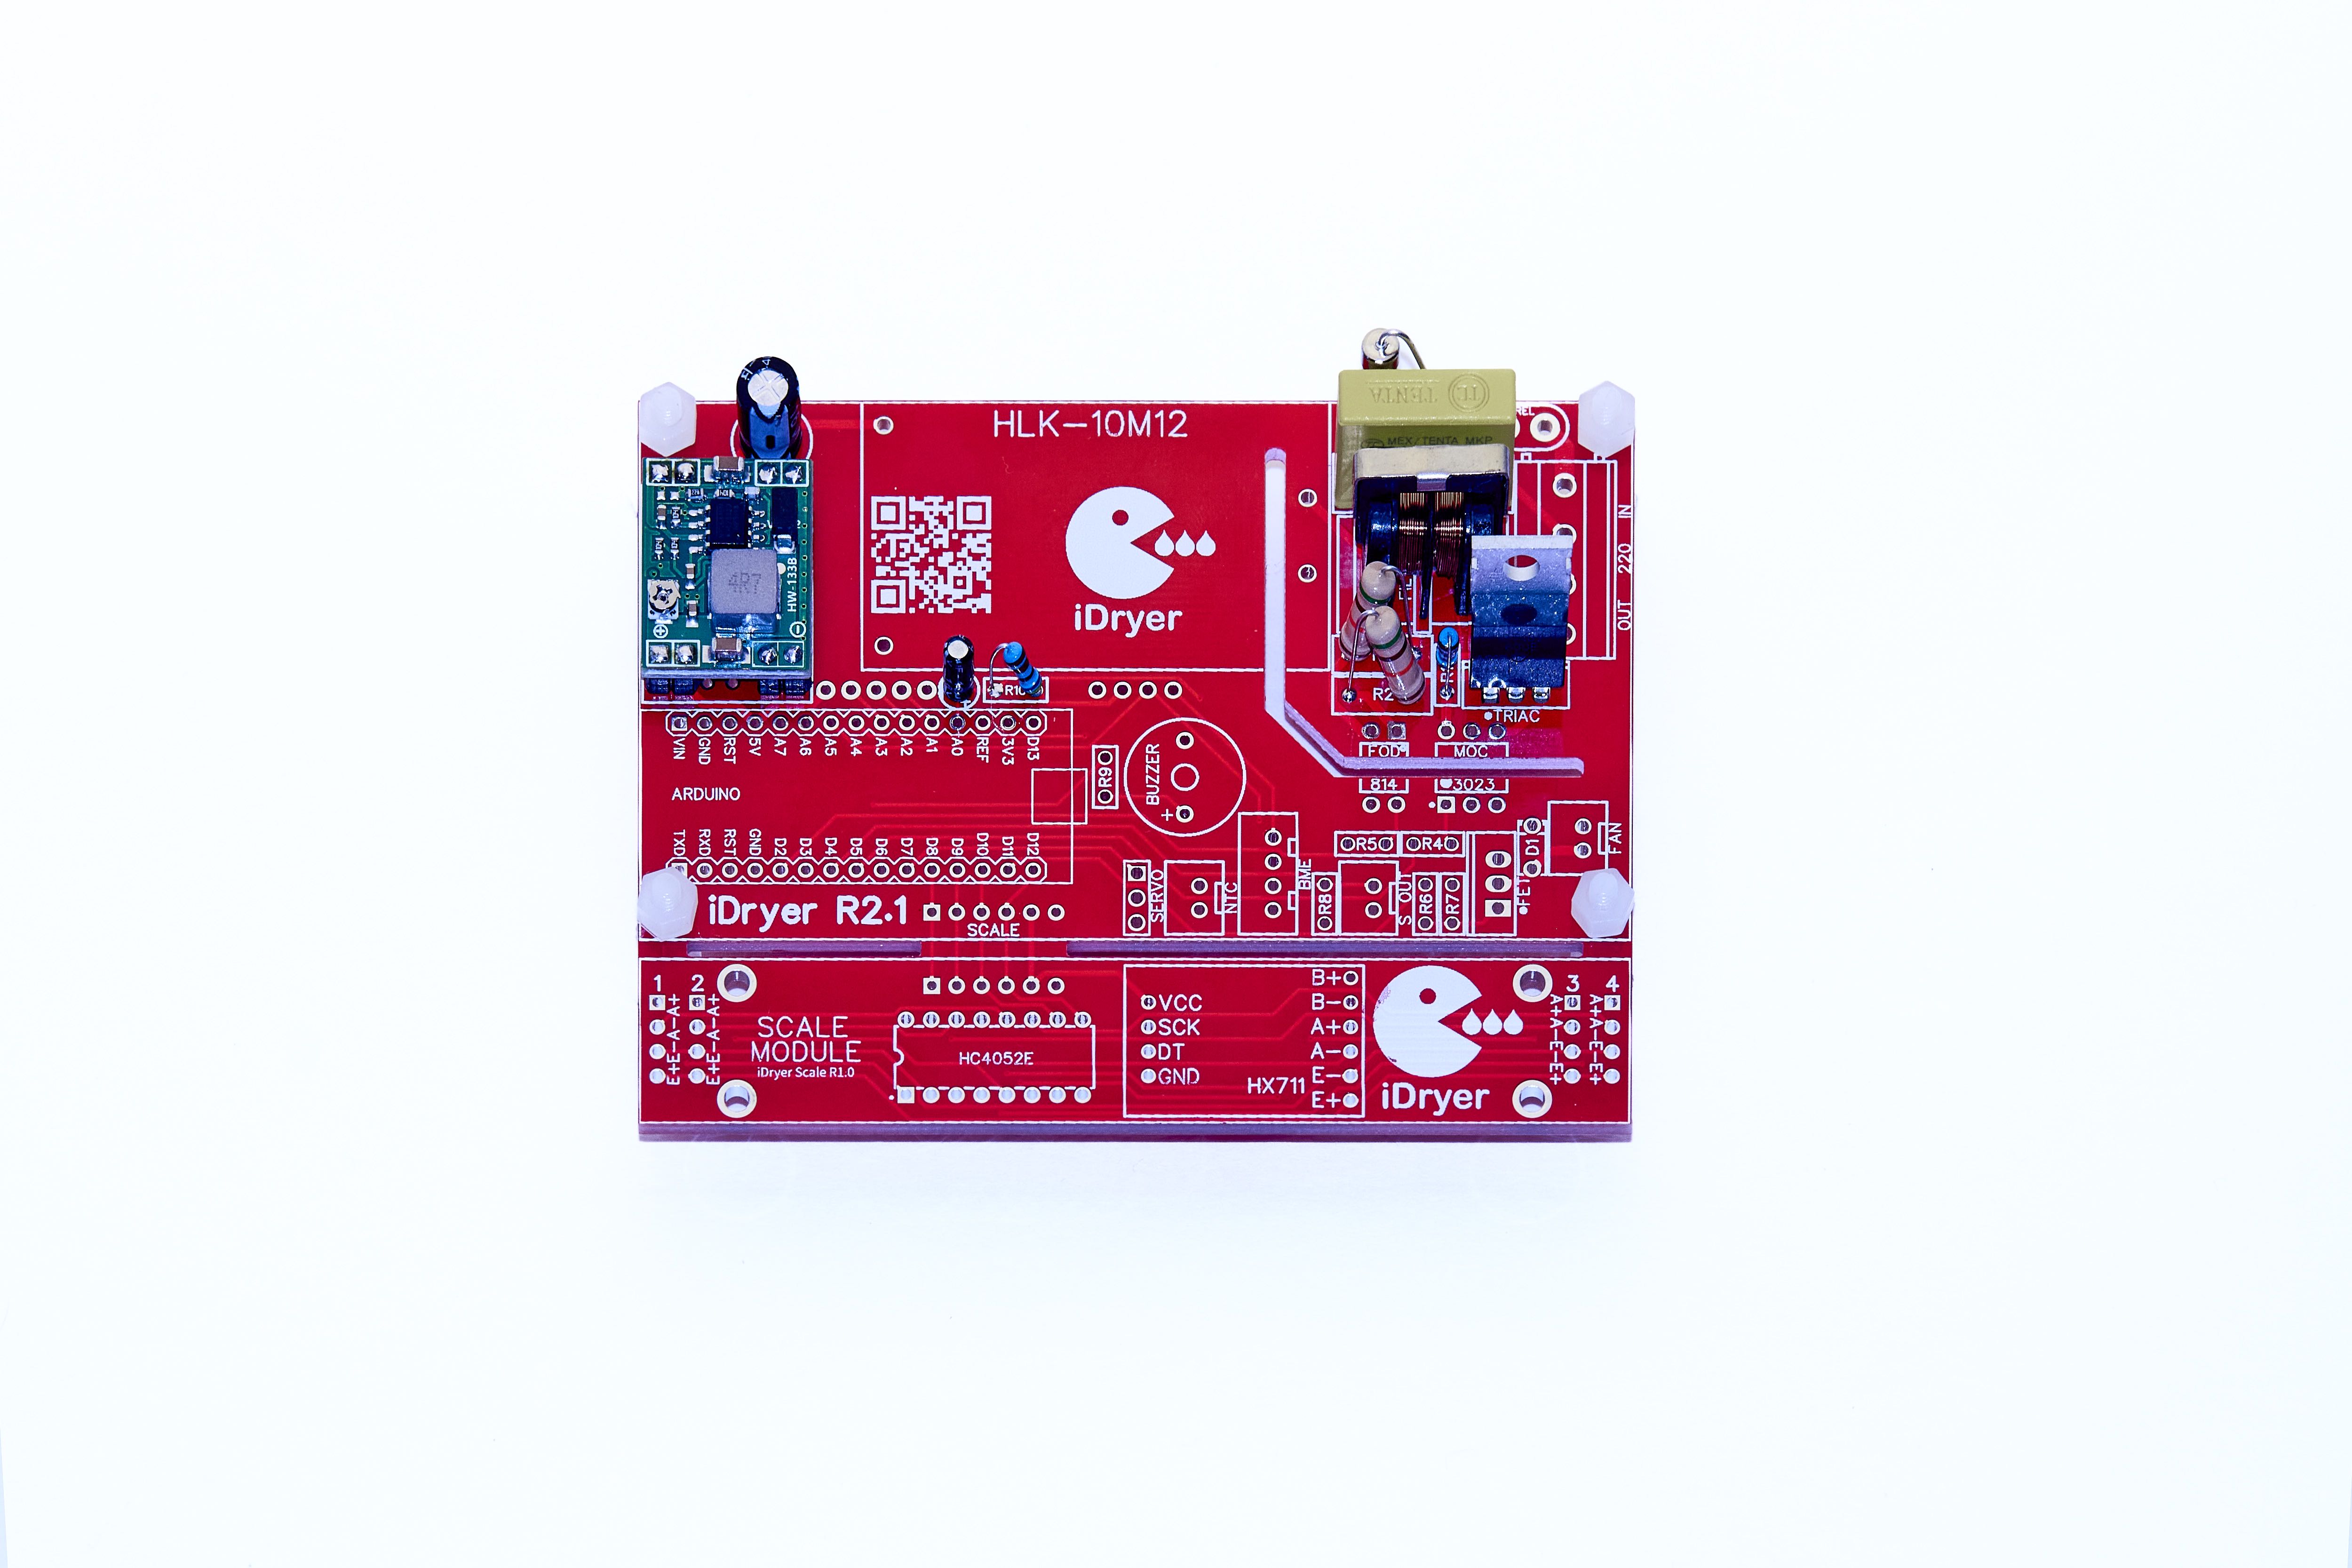 HLK-10M12
TENTA
MEX/TENTA MKP
REL
4R7
HW-133B
iDryer
IN
220
OUT
R10
R2
TRIAC
VIN GND RST 5V A7 A6 A5 A4 A3 A2 A1 A0 REF 3V3 D13
FOD
MOC
814
3023
ARDUINO
R9
BUZZER
+
TXD RXD RST GND D2 D3 D4 D5 D6 D7 D8 D9 D10 D11 D12
R5
R4
D1
FAN
SERVO
NTC
BME
R8
S OUT
R6
R7
FET
iDryer R2.1
SCALE
1 2
A+
A-
E-
E+
A+
A-
E-
E+
SCALE
MODULE
iDryer Scale R1.0
HC4052E
VCC
SCK
DT
GND
HX711
B+
B-
A+
A-
E-
E+
iDryer
3 4
A+
A-
E-
E+
A+
A-
E-
E+